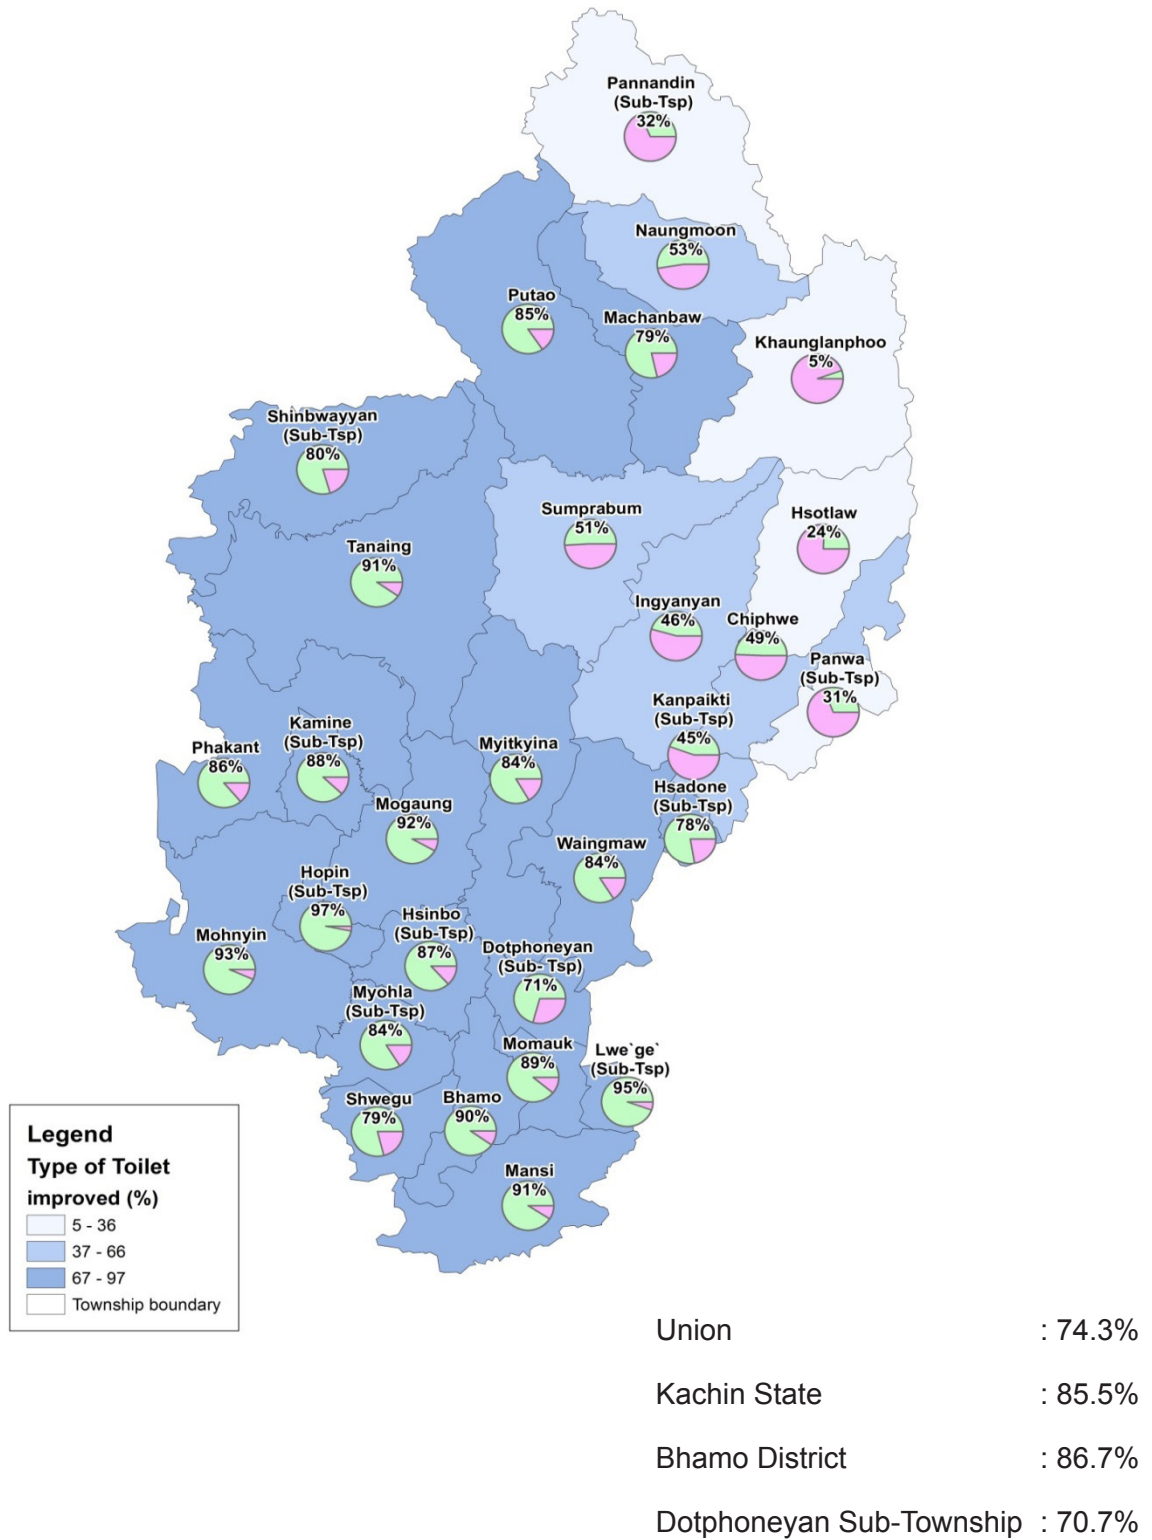 Pannandin
(Sub-Tsp)
32%
Naungmoon
53%
Putao
85%
Machanbaw
79%
Khaunglanphoo
5%
Shinbwayyan
(Sub-Tsp)
80%
Sumprabum
51%
Hsotlaw
24%
Tanaing
91%
Ingyanyan
46%
Chiphwe
49%
Panwa
(Sub-Tsp)
31%
Kanpaikti
(Sub-Tsp)
45%
Kamine
(Sub-Tsp)
88%
Phakant
86%
Myitkyina
84%
Hsadone
(Sub-Tsp)
78%
Mogaung
92%
Waingmaw
84%
Hopin
(Sub-Tsp)
97%
Hsinbo
(Sub-Tsp)
87%
Mohnyin
93%
Dotphoneyan
(Sub- Tsp)
71%
Myohla
(Sub-Tsp)
84%
Momauk
89%
Lwe`ge`
(Sub-Tsp)
95%
Shwegu
79%
Bhamo
90%
Mansi
91%
Legend
Type of Toilet
improved (%)
5 - 36
37 - 66
67 - 97
Township boundary
Union : 74.3%
Kachin State : 85.5%
Bhamo District : 86.7%
Dotphoneyan Sub-Township : 70.7%